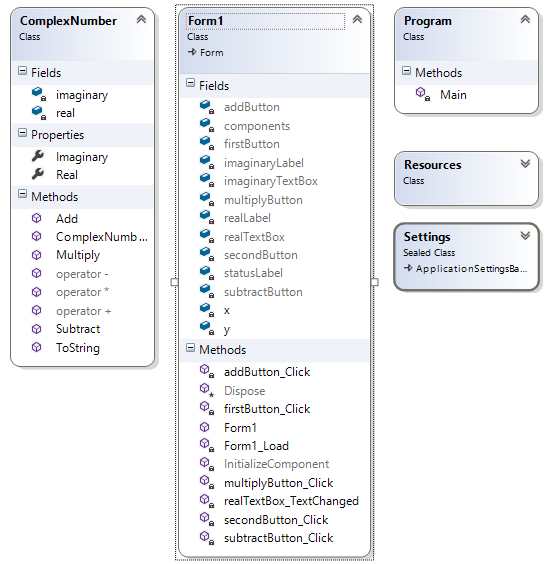 ComplexNumber
Class
Fields
imaginary
real
Properties
Imaginary
Real
Methods
Add
ComplexNumb...
Multiply
operator -
operator *
operator +
Subtract
ToString
Form1
Class
Form
Fields
addButton
components
firstButton
imaginaryLabel
imaginaryTextBox
multiplyButton
realLabel
realTextBox
secondButton
statusLabel
subtractButton
x
y
Methods
addButton_Click
Dispose
firstButton_Click
Form1
Form1_Load
InitializeComponent
multiplyButton_Click
realTextBox_TextChanged
secondButton_Click
subtractButton_Click
Program
Class
Methods
Main
Resources
Class
Settings
Sealed Class
ApplicationSettingsBa...